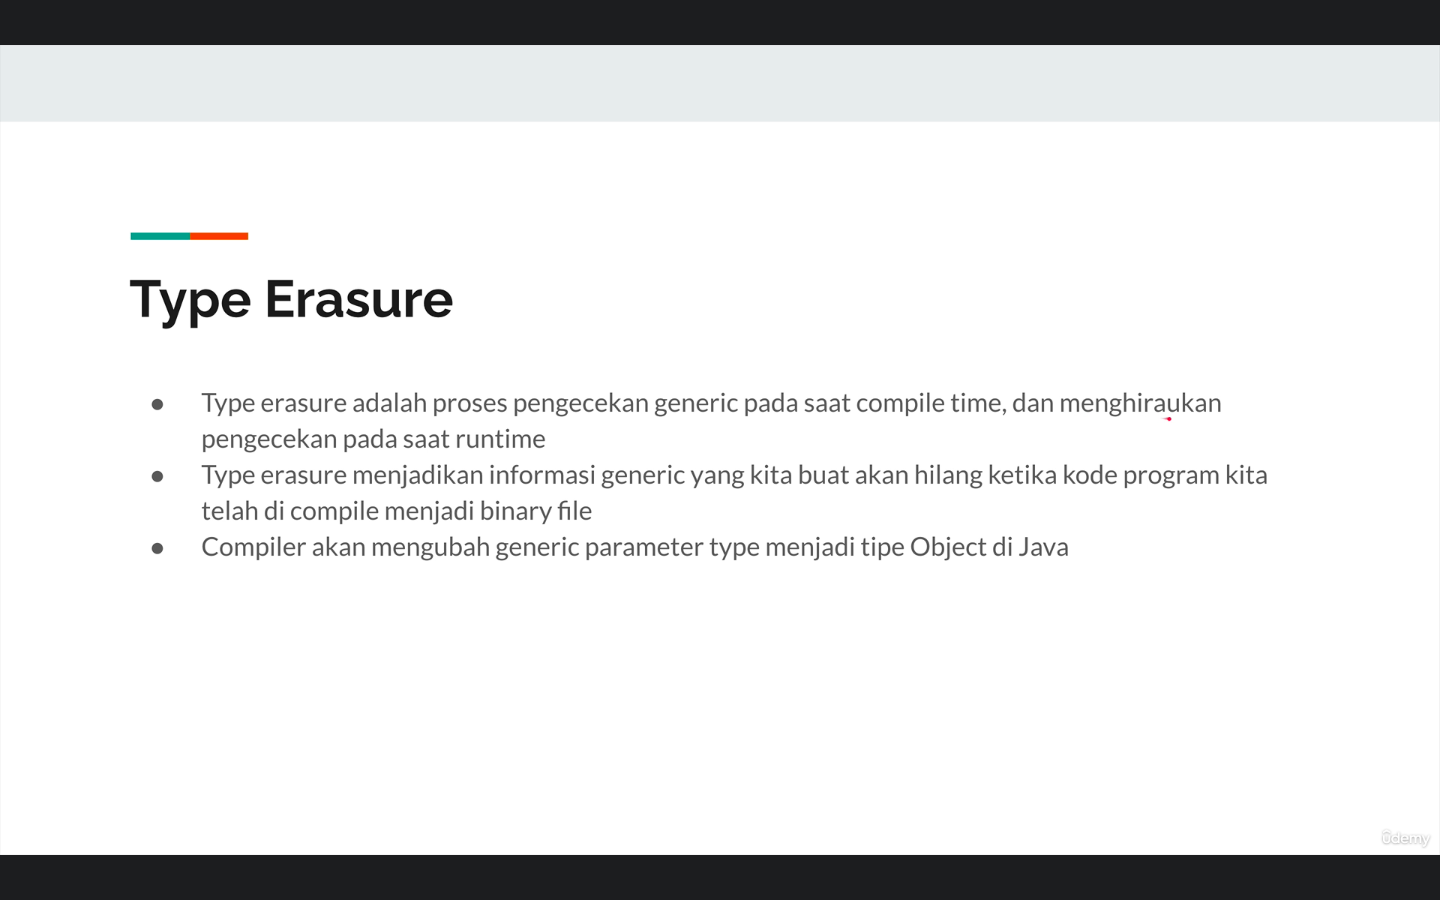 Type Erasure
● Type erasure adalah proses pengecekan generic pada saat compile time, dan menghiraukan
pengecekan pada saat runtime
● Type erasure menjadikan informasi generic yang kita buat akan hilang ketika kode program kita
telah di compile menjadi binary file
● Compiler akan mengubah generic parameter type menjadi tipe Object di Java
ûdemy